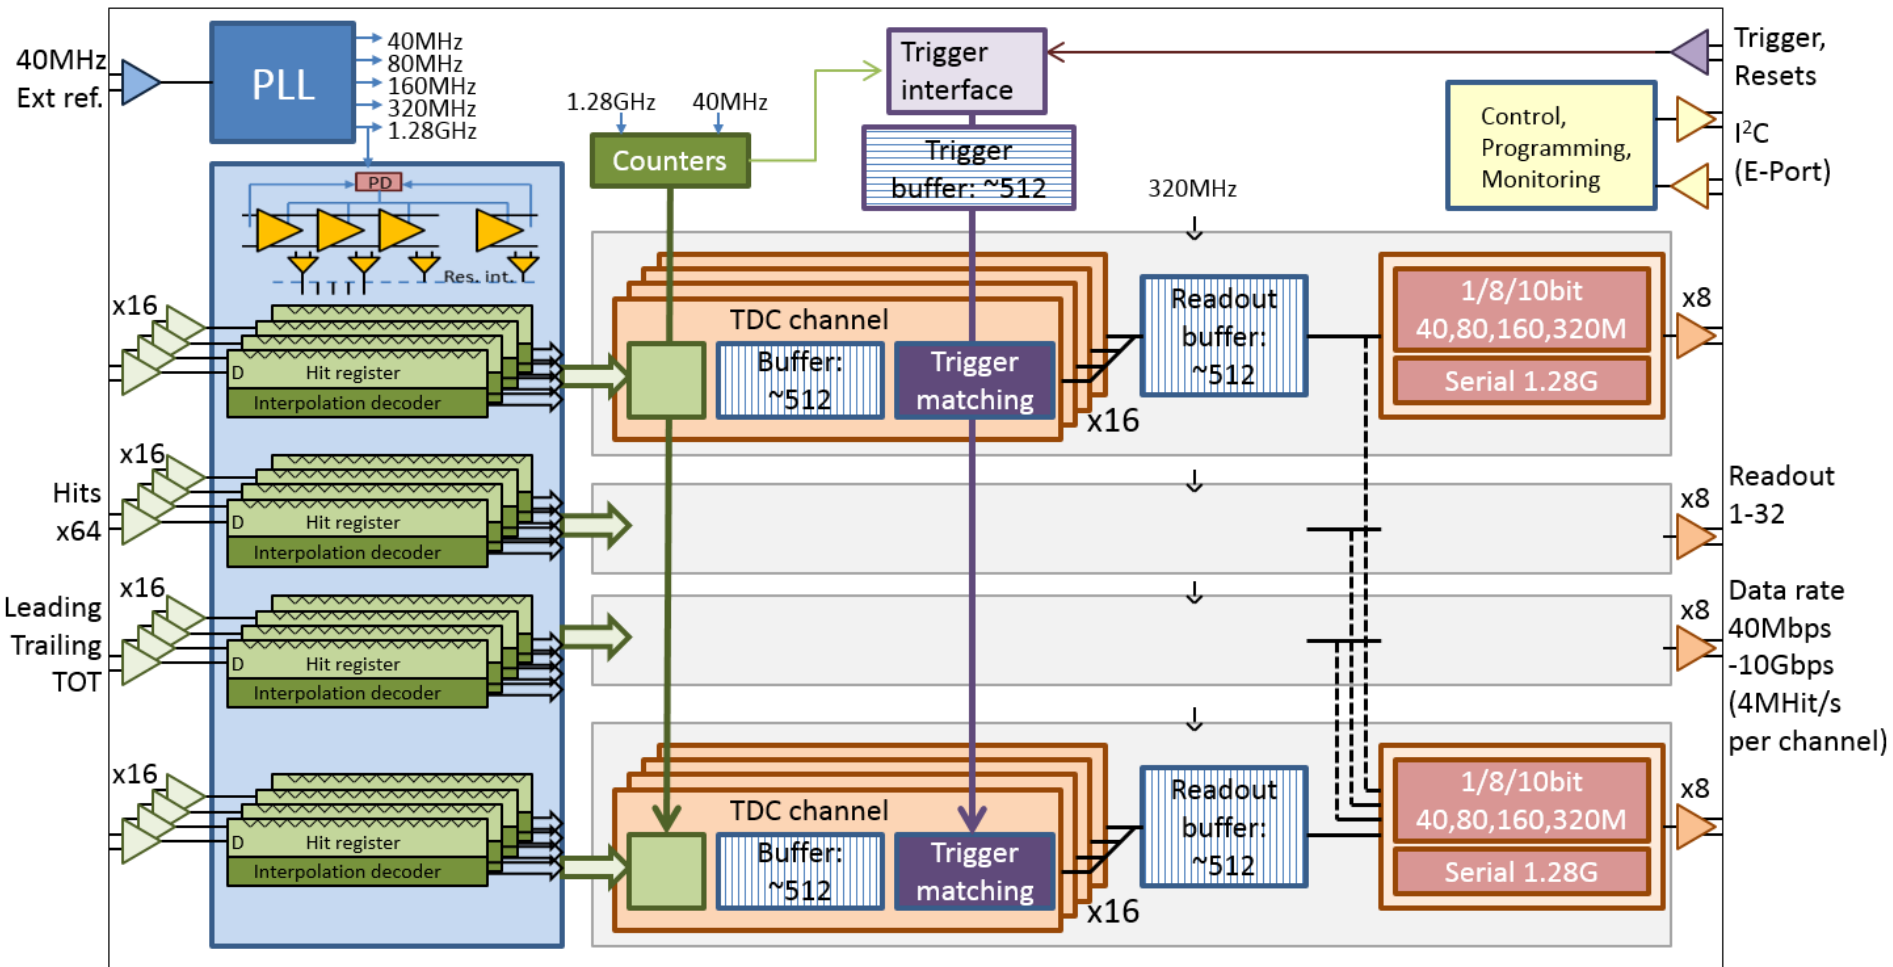 40MHz
Ext ref.
PLL
40MHz
80MHz
160MHz
320MHz
1.28GHz
1.28GHz
40MHz
Counters
Trigger
interface
Trigger
buffer: ~512
320MHz
Trigger,
Resets
Control,
Programming,
Monitoring
I²C
(E-Port)
PD
Res. int.
x16
D
Hit register
Interpolation decoder
TDC channel
Buffer:
~512
Trigger
matching
x16
Readout
buffer:
~512
1/8/10bit
40,80,160,320M
Serial 1.28G
x8
Hits
x64
x16
D
Hit register
Interpolation decoder
x8
Readout
1-32
Leading
Trailing
TOT
x16
D
Hit register
Interpolation decoder
x8
Data rate
40Mbps
-10Gbps
(4MHit/s
per channel)
x16
D
Hit register
Interpolation decoder
TDC channel
Buffer:
~512
Trigger
matching
x16
Readout
buffer:
~512
1/8/10bit
40,80,160,320M
Serial 1.28G
x8